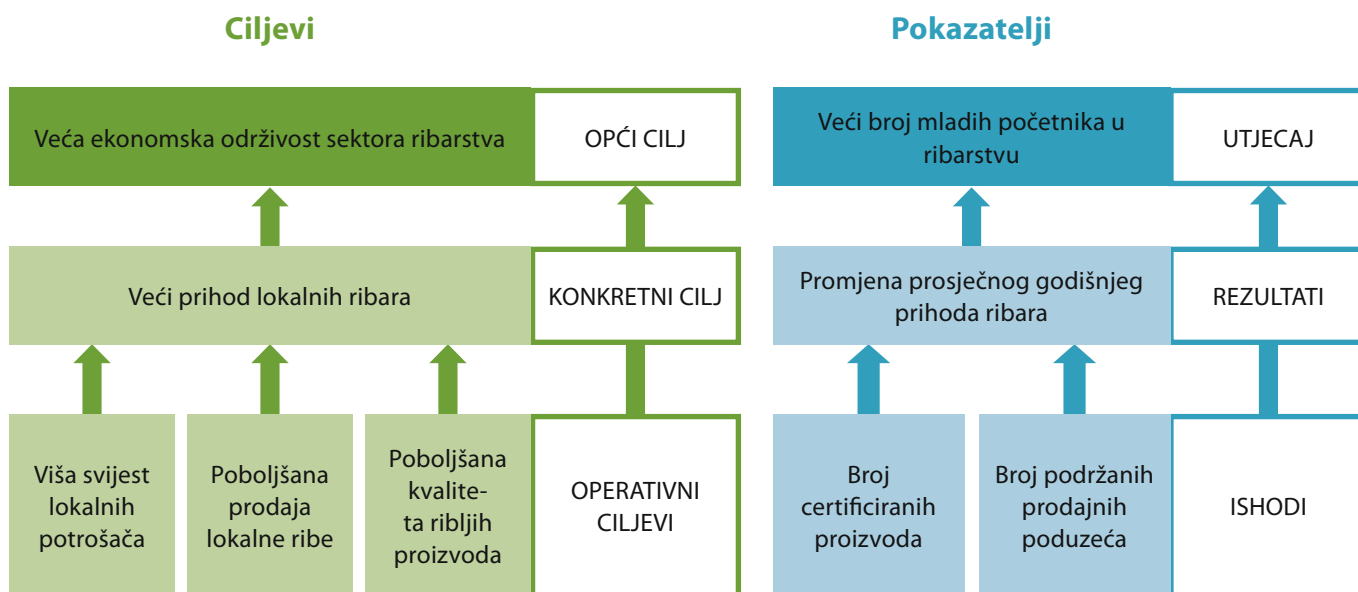 Ciljevi
Pokazatelji
Veća ekonomska održivost sektora ribarstva
OPĆI CILJ
Veći broj mladih početnika u
ribarstvu
UTJECAJ
Veći prihod lokalnih ribara
KONKRETNI CILJ
Promjena prosječnog godišnjeg
prihoda ribara
REZULTATI
Viša svijest
lokalnih
potrošača
Poboljšana
prodaja
lokalne ribe
Poboljšana
kvalite-
ta ribljih
proizvoda
OPERATIVNI
CILJEVI
Broj
certificiranih
proizvoda
Broj podržanih
prodajnih
poduzeća
ISHODI